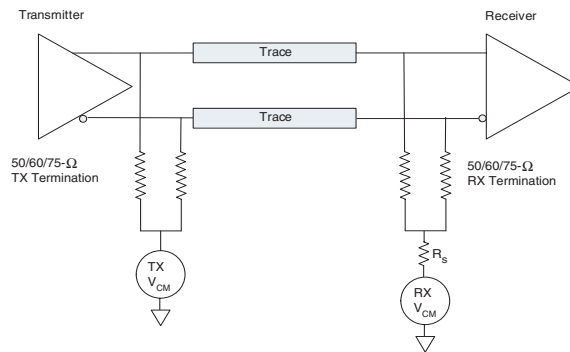 Transmitter
Receiver
Trace
Trace
50/60/75-Ω
TX Termination
50/60/75-Ω
RX Termination
TX
V_CM
R_s
RX
V_CM